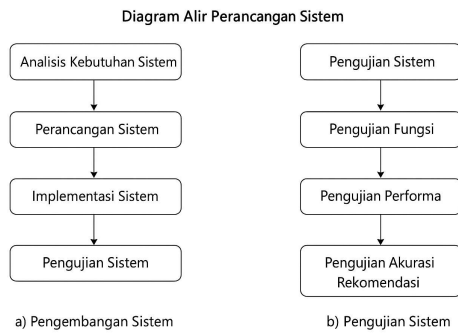 Diagram Alir Perancangan Sistem
Analisis Kebutuhan Sistem
Perancangan Sistem
Implementasi Sistem
Pengujian Sistem
a) Pengembangan Sistem
Pengujian Sistem
Pengujian Fungsi
Pengujian Performa
Pengujian Akurasi
Rekomendasi
b) Pengujian Sistem